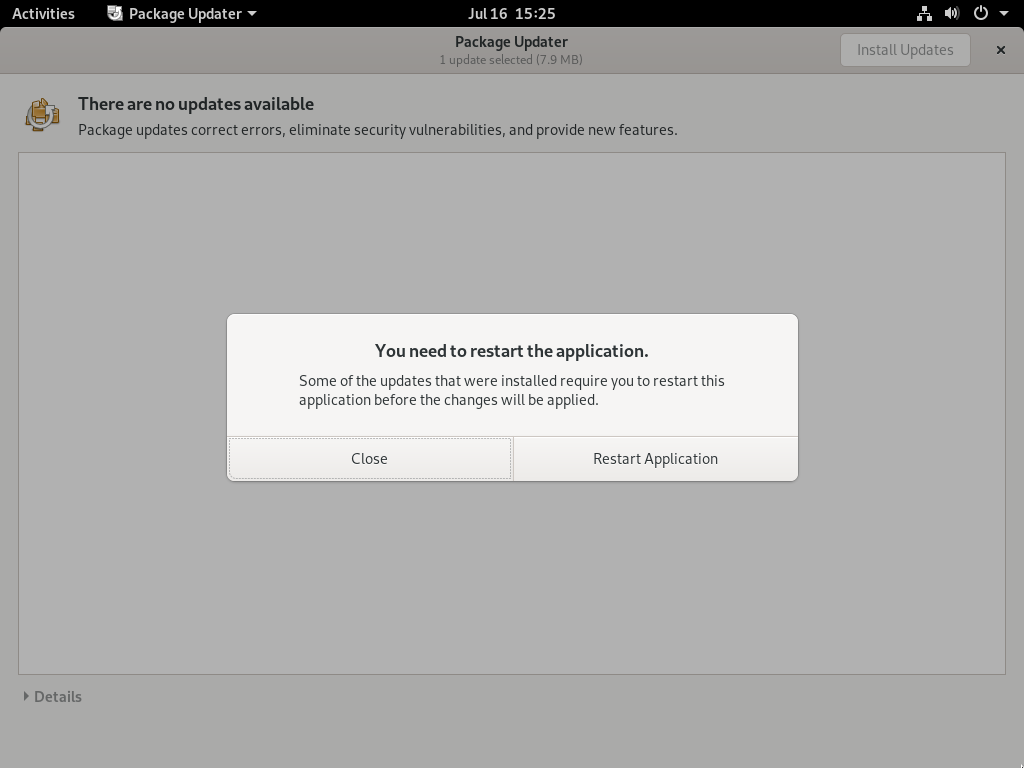 Activities Package Updater Jul 16 15:25
Package Updater
1 update selected (7.9 MB)
Install Updates
There are no updates available
Package updates correct errors, eliminate security vulnerabilities, and provide new features.
You need to restart the application.
Some of the updates that were installed require you to restart this
application before the changes will be applied.
Close Restart Application
Details